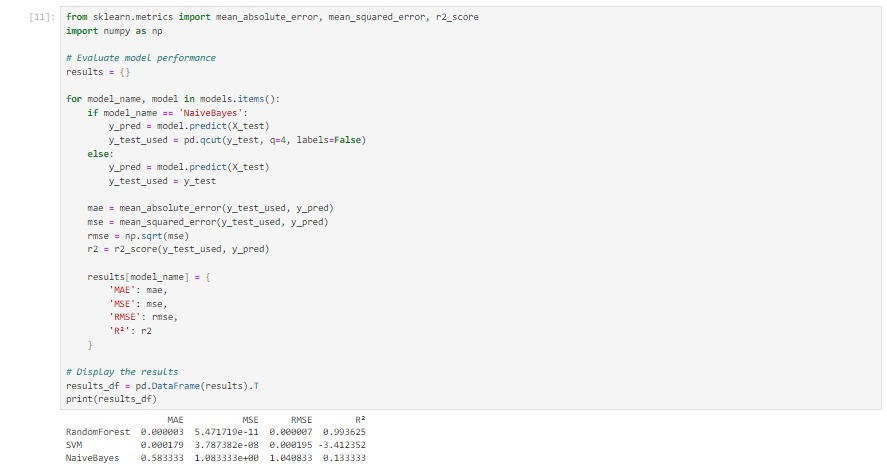 [11]: from sklearn.metrics import mean_absolute_error, mean_squared_error, r2_score
import numpy as np

# Evaluate model performance
results = {}

for model_name, model in models.items():
    if model_name == 'NaiveBayes':
        y_pred = model.predict(X_test)
        y_test_used = pd.qcut(y_test, q=4, labels=False)
    else:
        y_pred = model.predict(X_test)
        y_test_used = y_test

    mae = mean_absolute_error(y_test_used, y_pred)
    mse = mean_squared_error(y_test_used, y_pred)
    rmse = np.sqrt(mse)
    r2 = r2_score(y_test_used, y_pred)

    results[model_name] = {
        'MAE': mae,
        'MSE': mse,
        'RMSE': rmse,
        'R²': r2
    }

# Display the results
results_df = pd.DataFrame(results).T
print(results_df)
MAE MSE RMSE R²
RandomForest 0.000003 5.471719e-11 0.000007 0.993625
SVM 0.000179 3.787382e-08 0.000195 -3.412352
NaiveBayes 0.583333 1.083333e+00 1.040833 0.133333